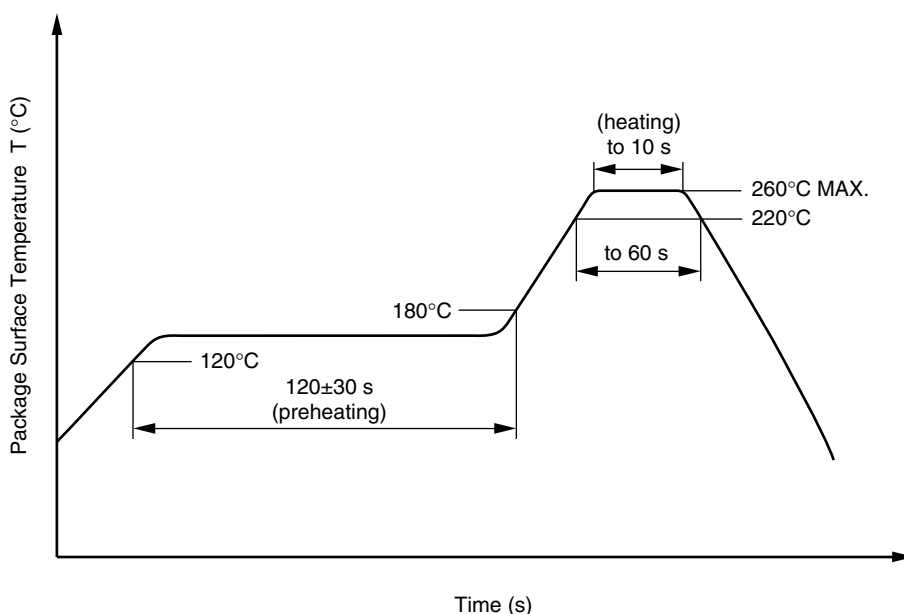 Package Surface Temperature T (°C)
(heating)
to 10 s
260°C MAX.
220°C
to 60 s
180°C
120°C
120±30 s
(preheating)
Time (s)